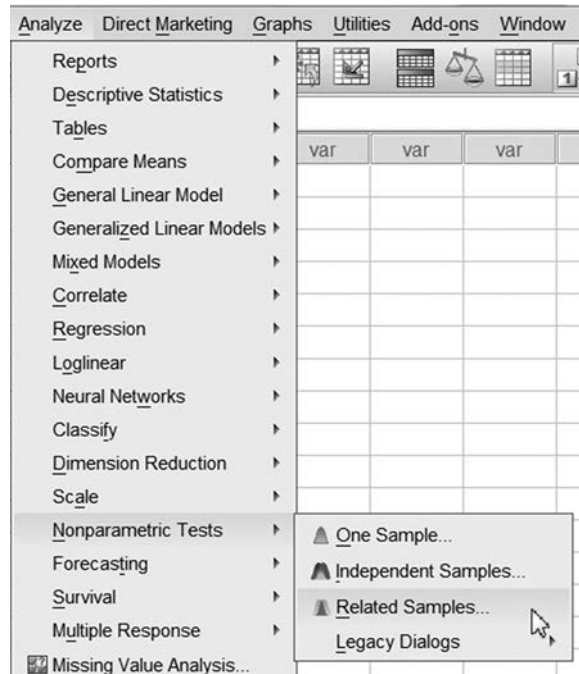 Analyze Direct Marketing Graphs Utilities Add-ons Window
Reports
Descriptive Statistics
Tables
Compare Means
var var var
General Linear Model
Generalized Linear Models
Mixed Models
Correlate
Regression
Loglinear
Neural Networks
Classify
Dimension Reduction
Scale
Nonparametric Tests
One Sample...
Forecasting
Independent Samples...
Survival
Related Samples...
Multiple Response
Legacy Dialogs
Missing Value Analysis...
1